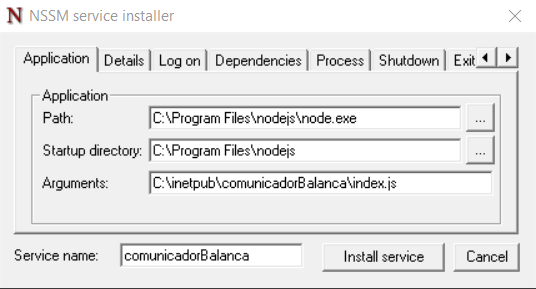 NSSM service installer
Application Details Log on Dependencies Process Shutdown Exit
Application
Path: C:\Program Files\nodejs\node.exe ...
Startup directory: C:\Program Files\nodejs ...
Arguments: C:\inetpub\comunicadorBalanca\index.js
Service name: comunicadorBalanca Install service Cancel